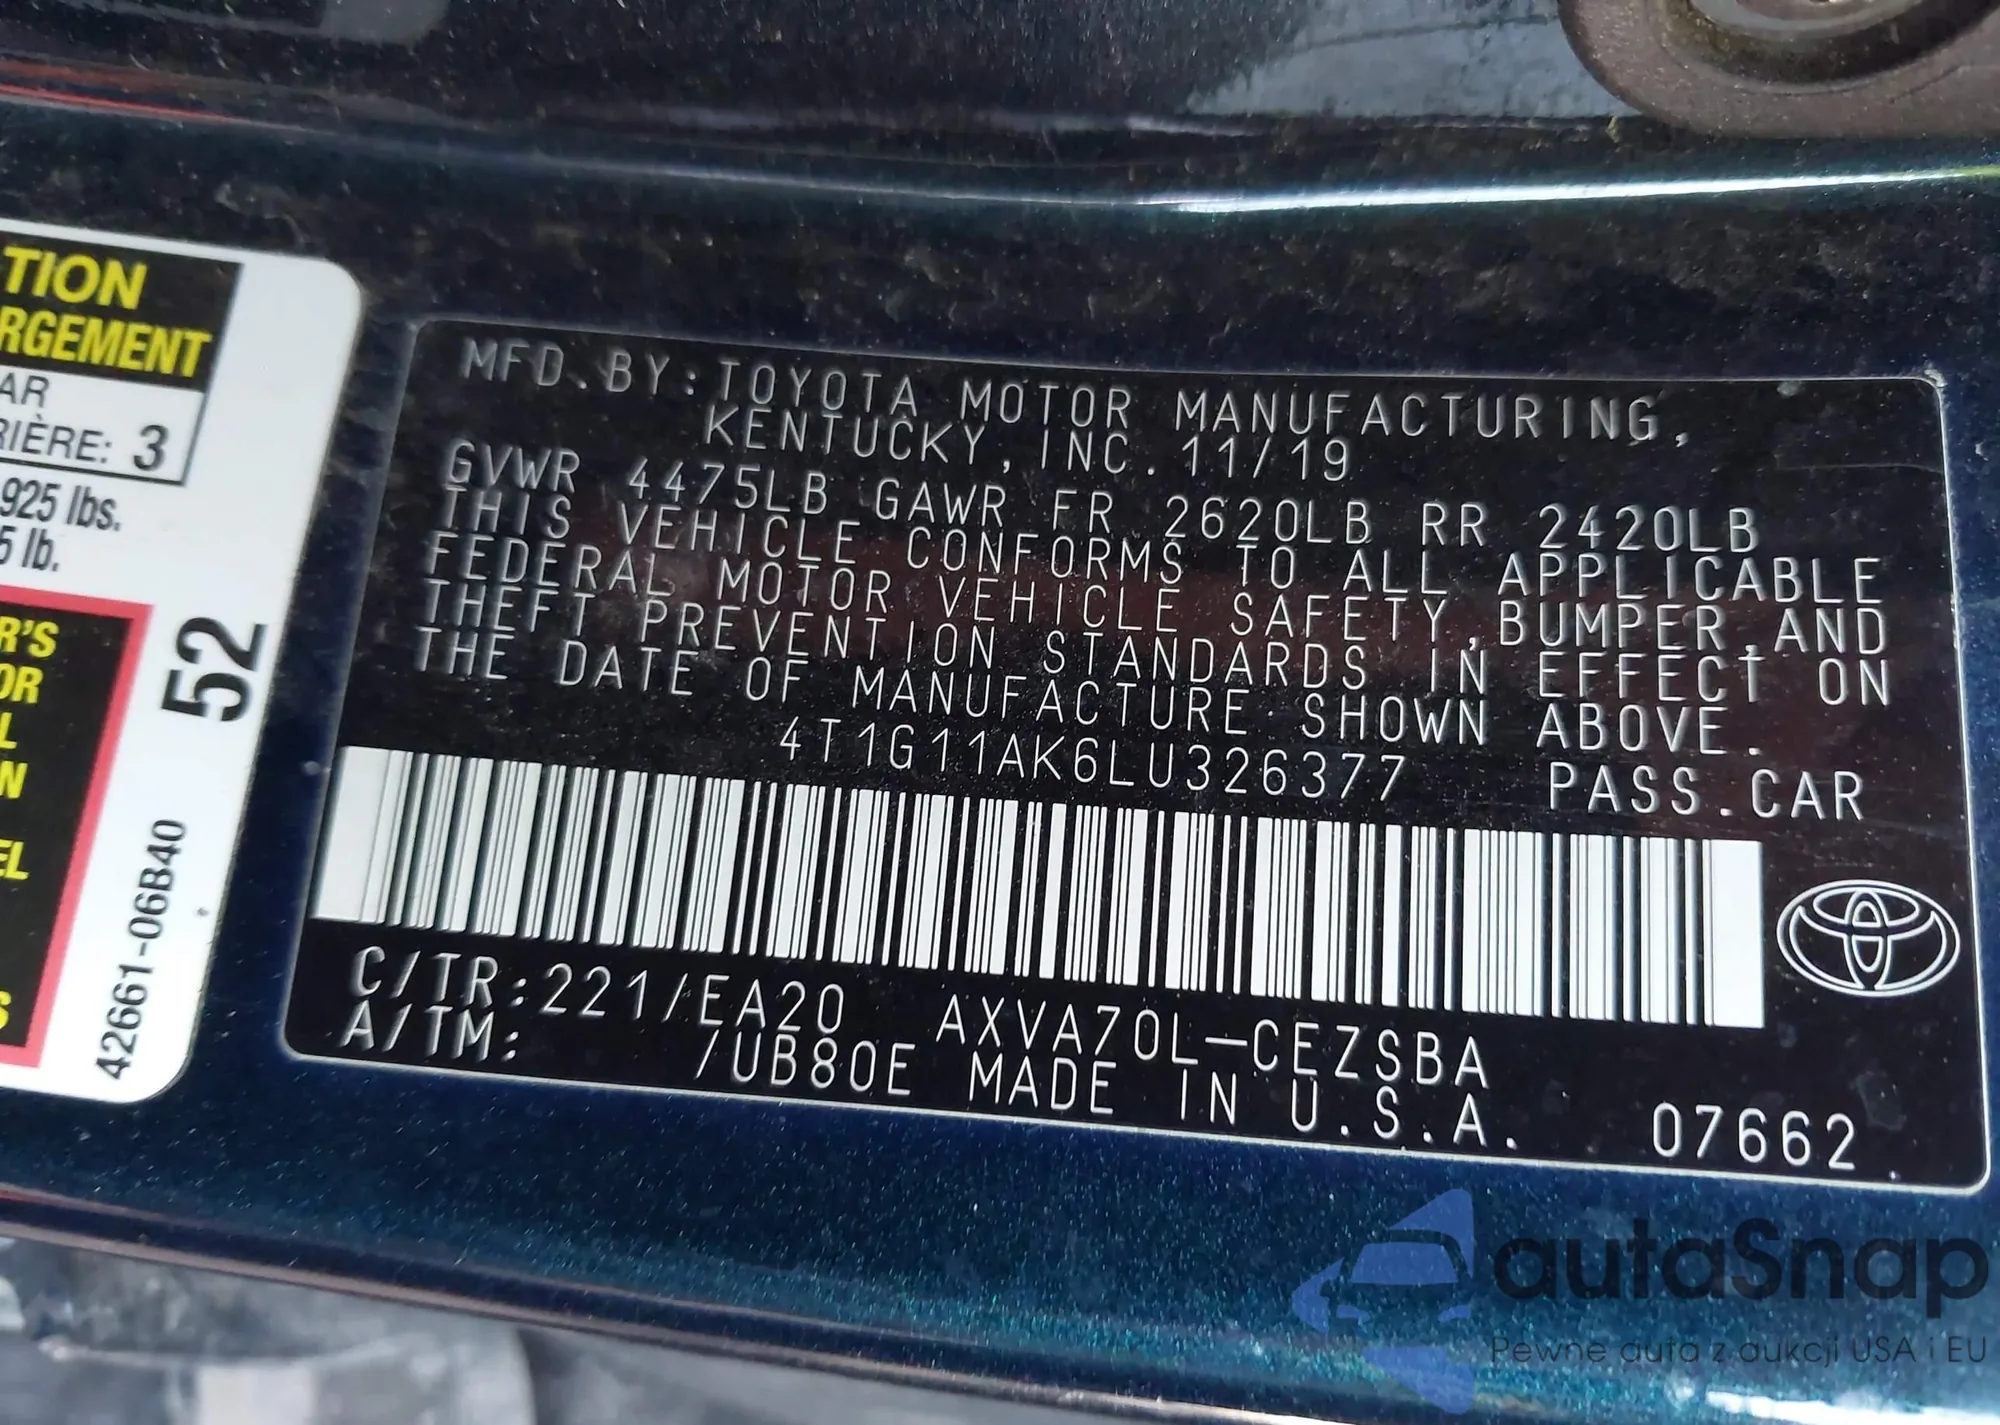 TION
RGEMENT
AR
RIÈRE: 3
925 lbs.
5 lb.
R'S
OR
L
N
EL
S
52
42661-06B40
MFD.BY:TOYOTA MOTOR MANUFACTURING,
KENTUCKY,INC. 11/19
GVWR 4475LB GAWR FR 2620LB RR 2420LB
THIS VEHICLE CONFORMS TO ALL APPLICABLE
FEDERAL MOTOR VEHICLE SAFETY,BUMPER,AND
THEFT PREVENTION STANDARDS IN EFFECT ON
THE DATE OF MANUFACTURE SHOWN ABOVE.
4T1G11AK6LU326377 PASS.CAR
C/TR:221/EA20 AXVA70L-CEZSBA
A/TM: /UB80E MADE IN U.S.A.
07662
autaSnap
Pewne auta z aukcji USA i EU